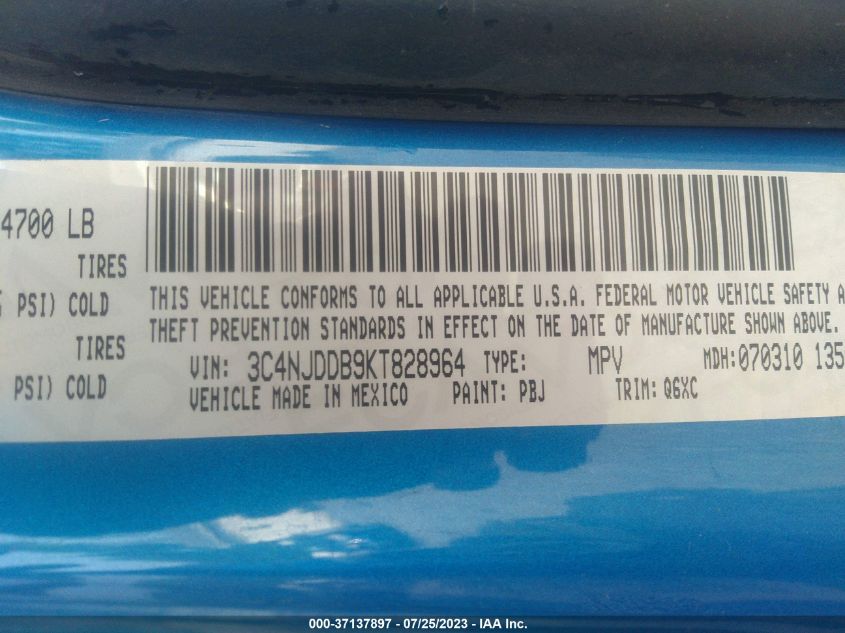 4700 LB
TIRES
PSI) COLD
TIRES
PSI) COLD
THIS VEHICLE CONFORMS TO ALL APPLICABLE U.S.A. FEDERAL MOTOR VEHICLE SAFETY A
THEFT PREVENTION STANDARDS IN EFFECT ON THE DATE OF MANUFACTURE SHOWN ABOVE.
VIN: 3C4NJDDB9KT828964 TYPE: MPV MDH:070310 135
VEHICLE MADE IN MEXICO PAINT: PBJ TRIM: Q6XC
000-37137897 - 07/25/2023 - IAA Inc.